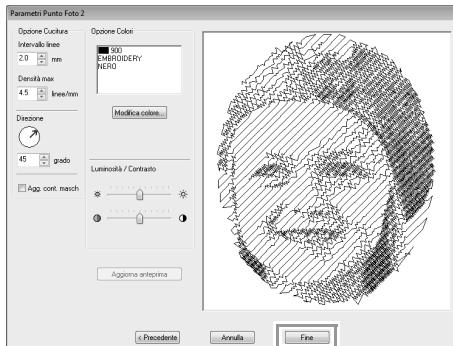 Parametri Punto Foto 2
Opzione Cucitura
Intervallo linee
2.0 mm
Densità max
4.5 linee/mm
Direzione
45 grado
Agg. cont. masch
Opzione Colori
900
EMBROIDERY
NERO
Modifica colore...
Luminosità / Contrasto
Aggiorna anteprima
< Precedente
Annulla
Fine